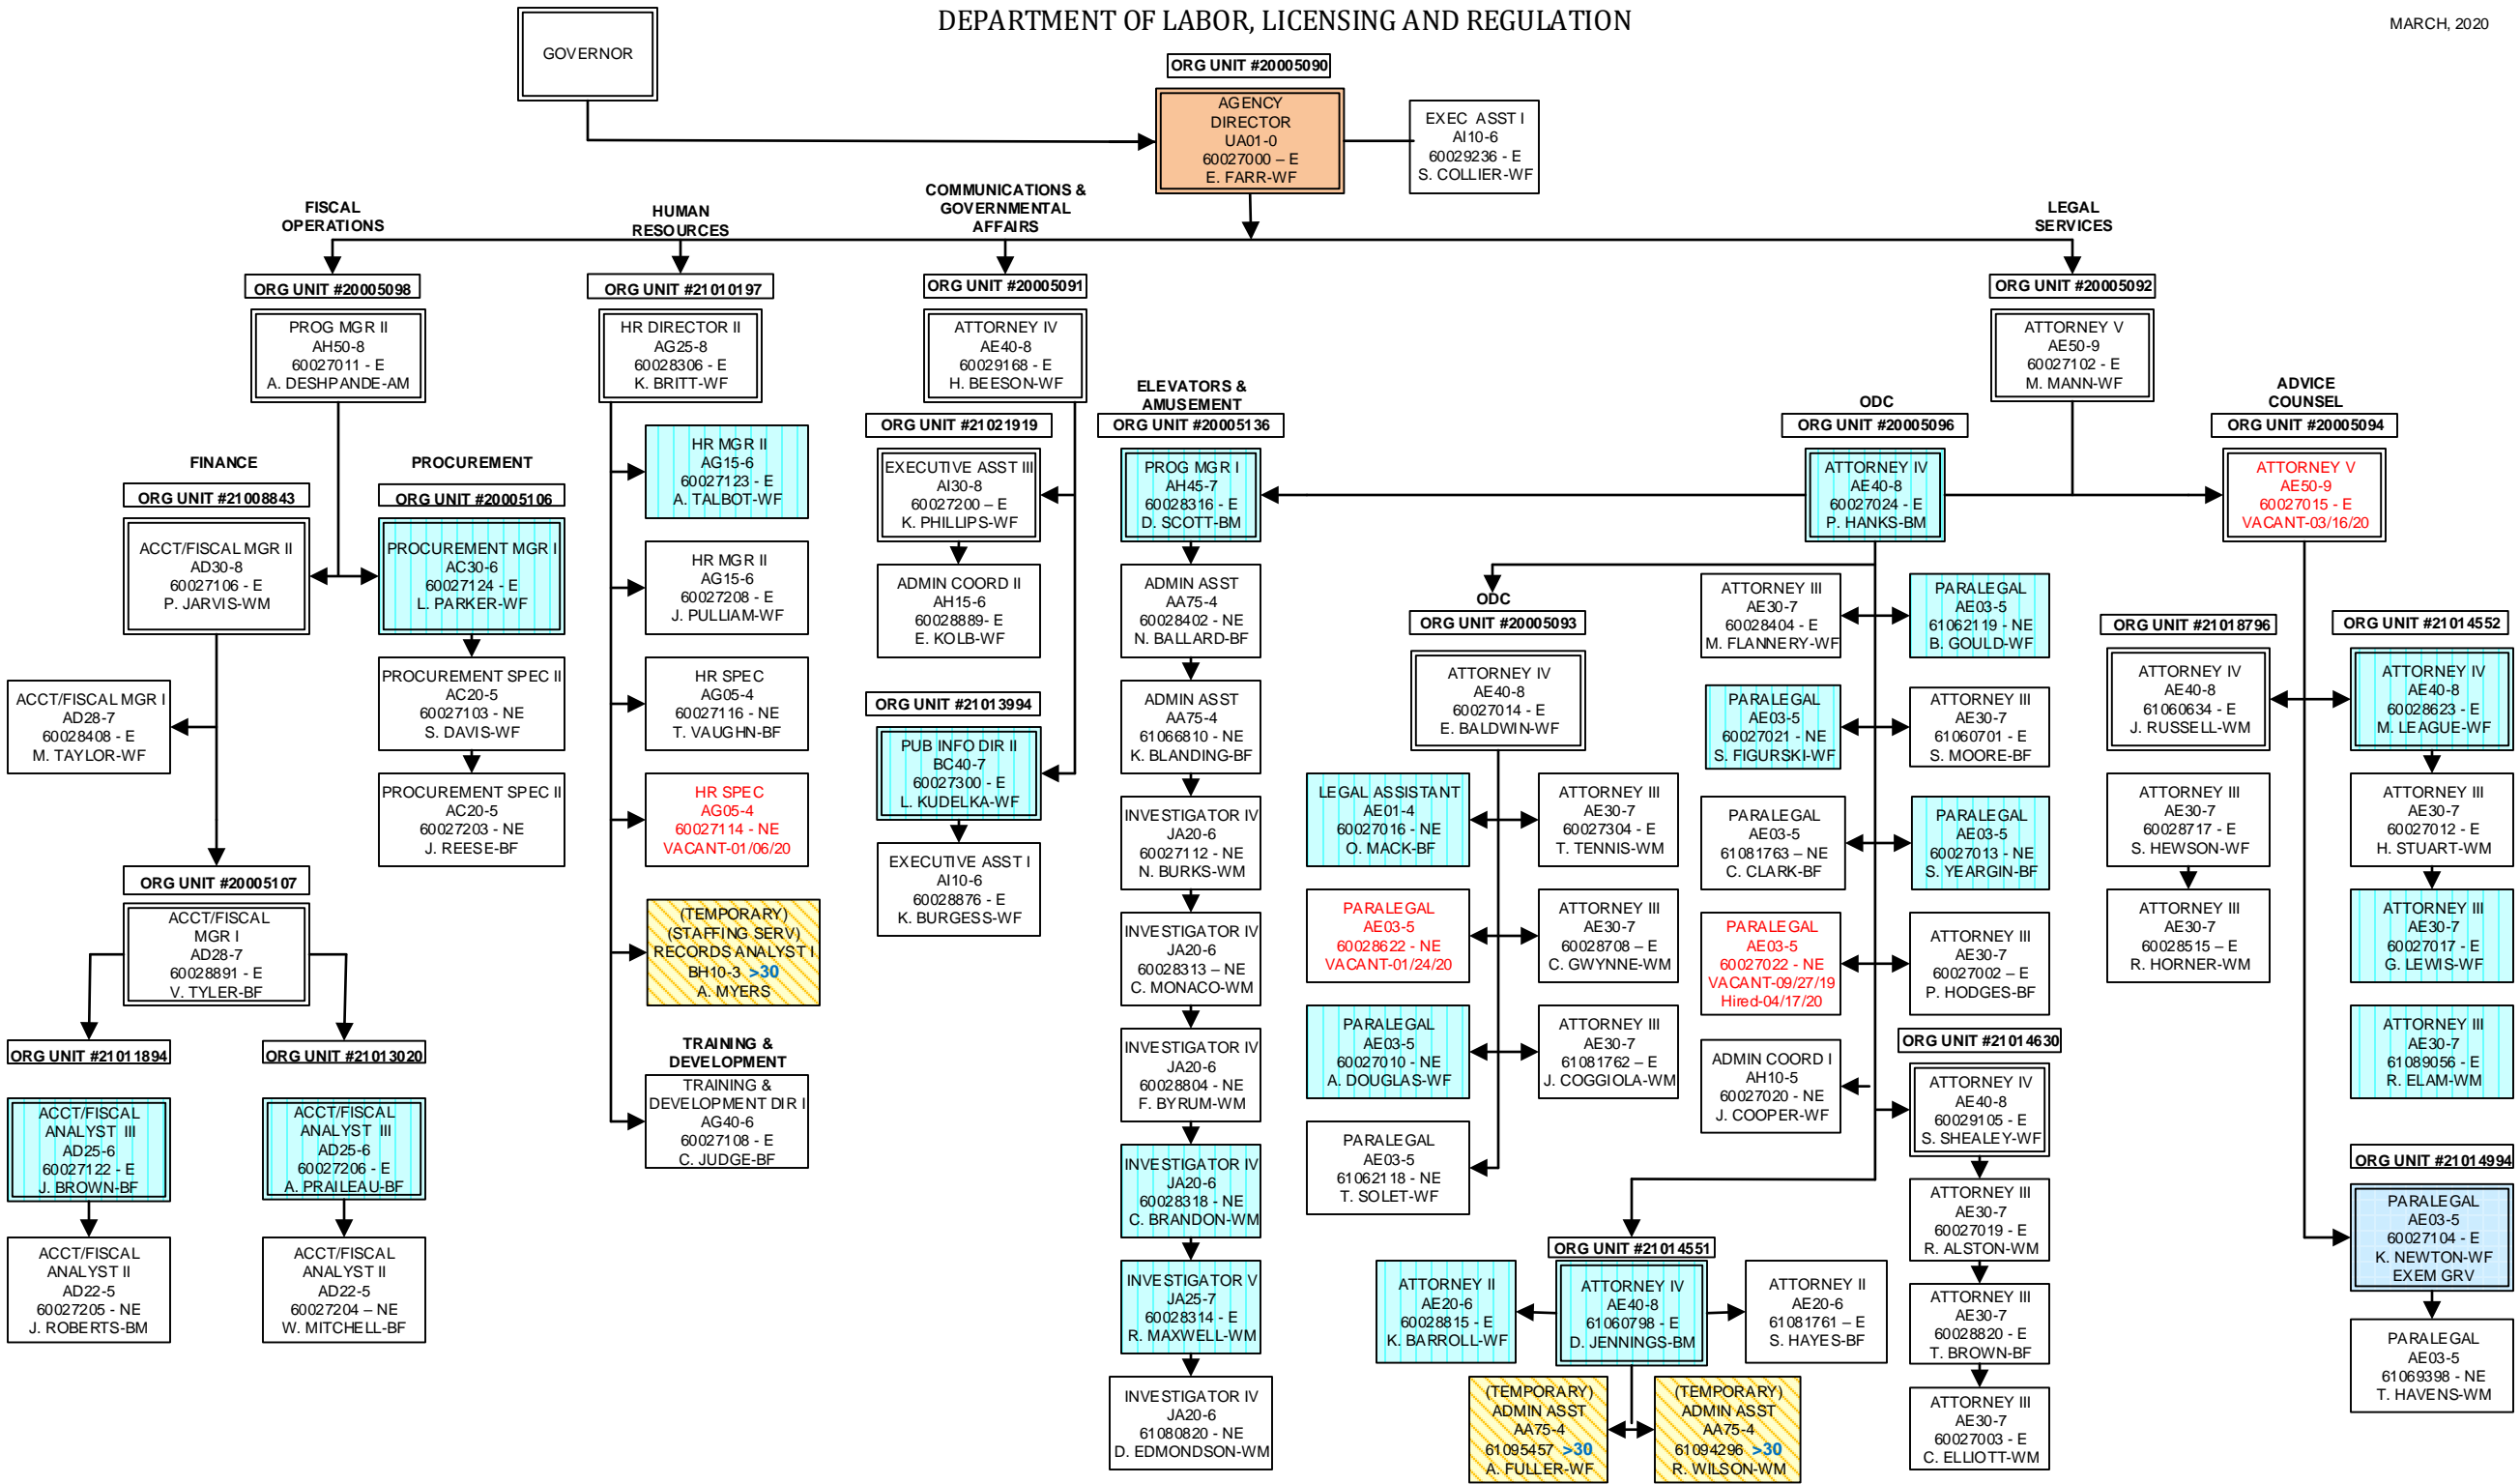 DEPARTMENT OF LABOR, LICENSING AND REGULATION
MARCH, 2020
GOVERNOR
ORG UNIT #20005090
AGENCY
DIRECTOR
UA01-0
60027000 – E
E. FARR-WF
EXEC ASST I
AI10-6
60029236 - E
S. COLLIER-WF
FISCAL
OPERATIONS
HUMAN
RESOURCES
COMMUNICATIONS &
GOVERNMENTAL
AFFAIRS
LEGAL
SERVICES
ORG UNIT #20005098
PROG MGR II
AH50-8
60027011 - E
A. DESHPANDE-AM
FINANCE
ORG UNIT #21008843
ACCT/FISCAL MGR II
AD30-8
60027106 - E
P. JARVIS-WM
PROCUREMENT
ORG UNIT #20005106
PROCUREMENT MGR I
AC30-6
60027124 - E
L. PARKER-WF
PROCUREMENT SPEC II
AC20-5
60027103 - NE
S. DAVIS-WF
PROCUREMENT SPEC II
AC20-5
60027203 - NE
J. REESE-BF
ACCT/FISCAL MGR I
AD28-7
60028408 - E
M. TAYLOR-WF
ORG UNIT #20005107
ACCT/FISCAL
MGR I
AD28-7
60028891 - E
V. TYLER-BF
ORG UNIT #21011894
ACCT/FISCAL
ANALYST III
AD25-6
60027122 - E
J. BROWN-BF
ACCT/FISCAL
ANALYST II
AD22-5
60027205 - NE
J. ROBERTS-BM
ORG UNIT #21013020
ACCT/FISCAL
ANALYST III
AD25-6
60027206 - E
A. PRAILEAU-BF
ACCT/FISCAL
ANALYST II
AD22-5
60027204 – NE
W. MITCHELL-BF
ORG UNIT #21010197
HR DIRECTOR II
AG25-8
60028306 - E
K. BRITT-WF
HR MGR II
AG15-6
60027123 - E
A. TALBOT-WF
HR MGR II
AG15-6
60027208 - E
J. PULLIAM-WF
HR SPEC
AG05-4
60027116 - NE
T. VAUGHN-BF
HR SPEC
AG05-4
60027114 - NE
VACANT-01/06/20
(TEMPORARY)
(STAFFING SERV)
RECORDS ANALYST I
BH10-3 >30
A. MYERS
TRAINING &
DEVELOPMENT
TRAINING &
DEVELOPMENT DIR I
AG40-6
60027108 - E
C. JUDGE-BF
ORG UNIT #20005091
ATTORNEY IV
AE40-8
60029168 - E
H. BEESON-WF
ORG UNIT #21021919
EXECUTIVE ASST III
AI30-8
60027200 – E
K. PHILLIPS-WF
ADMIN COORD II
AH15-6
60028889- E
E. KOLB-WF
ORG UNIT #21013994
PUB INFO DIR II
BC40-7
60027300 - E
L. KUDELKA-WF
EXECUTIVE ASST I
AI10-6
60028876 - E
K. BURGESS-WF
ORG UNIT #20005092
ATTORNEY V
AE50-9
60027102 - E
M. MANN-WF
ELEVATORS &
AMUSEMENT
ORG UNIT #20005136
PROG MGR I
AH45-7
60028316 - E
D. SCOTT-BM
ADMIN ASST
AA75-4
60028402 - NE
N. BALLARD-BF
ADMIN ASST
AA75-4
61066810 - NE
K. BLANDING-BF
INVESTIGATOR IV
JA20-6
60027112 - NE
N. BURKS-WM
INVESTIGATOR IV
JA20-6
60028313 – NE
C. MONACO-WM
INVESTIGATOR IV
JA20-6
60028804 - NE
F. BYRUM-WM
INVESTIGATOR IV
JA20-6
60028318 - NE
C. BRANDON-WM
INVESTIGATOR V
JA25-7
60028314 - E
R. MAXWELL-WM
INVESTIGATOR IV
JA20-6
61080820 - NE
D. EDMONDSON-WM
ODC
ORG UNIT #20005096
ATTORNEY IV
AE40-8
60027024 - E
P. HANKS-BM
ODC
ORG UNIT #20005093
ATTORNEY IV
AE40-8
60027014 - E
E. BALDWIN-WF
LEGAL ASSISTANT
AE01-4
60027016 - NE
O. MACK-BF
ATTORNEY III
AE30-7
60027304 - E
T. TENNIS-WM
PARALEGAL
AE03-5
60028622 - NE
VACANT-01/24/20
ATTORNEY III
AE30-7
60028708 – E
C. GWYNNE-WM
PARALEGAL
AE03-5
60027010 - NE
A. DOUGLAS-WF
ATTORNEY III
AE30-7
61081762 – E
J. COGGIOLA-WM
PARALEGAL
AE03-5
61062118 - NE
T. SOLET-WF
ATTORNEY III
AE30-7
60028404 - E
M. FLANNERY-WF
PARALEGAL
AE03-5
61062119 - NE
B. GOULD-WF
PARALEGAL
AE03-5
60027021 - NE
S. FIGURSKI-WF
ATTORNEY III
AE30-7
61060701 - E
S. MOORE-BF
PARALEGAL
AE03-5
61081763 – NE
C. CLARK-BF
PARALEGAL
AE03-5
60027013 - NE
S. YEARGIN-BF
PARALEGAL
AE03-5
60027022 - NE
VACANT-09/27/19
Hired-04/17/20
ATTORNEY III
AE30-7
60027002 – E
P. HODGES-BF
ADMIN COORD I
AH10-5
60027020 - NE
J. COOPER-WF
ORG UNIT #21014630
ATTORNEY IV
AE40-8
60029105 - E
S. SHEALEY-WF
ATTORNEY III
AE30-7
60027019 - E
R. ALSTON-WM
ATTORNEY III
AE30-7
60028820 - E
T. BROWN-BF
ATTORNEY III
AE30-7
60027003 - E
C. ELLIOTT-WM
ORG UNIT #21014551
ATTORNEY II
AE20-6
60028815 - E
K. BARROLL-WF
ATTORNEY IV
AE40-8
61060798 - E
D. JENNINGS-BM
ATTORNEY II
AE20-6
61081761 – E
S. HAYES-BF
(TEMPORARY)
ADMIN ASST
AA75-4
61095457 >30
A. FULLER-WF
(TEMPORARY)
ADMIN ASST
AA75-4
61094296 >30
R. WILSON-WM
ADVICE
COUNSEL
ORG UNIT #20005094
ATTORNEY V
AE50-9
60027015 - E
VACANT-03/16/20
ORG UNIT #21018796
ATTORNEY IV
AE40-8
61060634 - E
J. RUSSELL-WM
ATTORNEY III
AE30-7
60028717 - E
S. HEWSON-WF
ATTORNEY III
AE30-7
60028515 – E
R. HORNER-WM
ORG UNIT #21014552
ATTORNEY IV
AE40-8
60028623 - E
M. LEAGUE-WF
ATTORNEY III
AE30-7
60027012 - E
H. STUART-WM
ATTORNEY III
AE30-7
60027017 - E
G. LEWIS-WF
ATTORNEY III
AE30-7
61089056 - E
R. ELAM-WM
ORG UNIT #21014994
PARALEGAL
AE03-5
60027104 - E
K. NEWTON-WF
EXEM GRV
PARALEGAL
AE03-5
61069398 - NE
T. HAVENS-WM